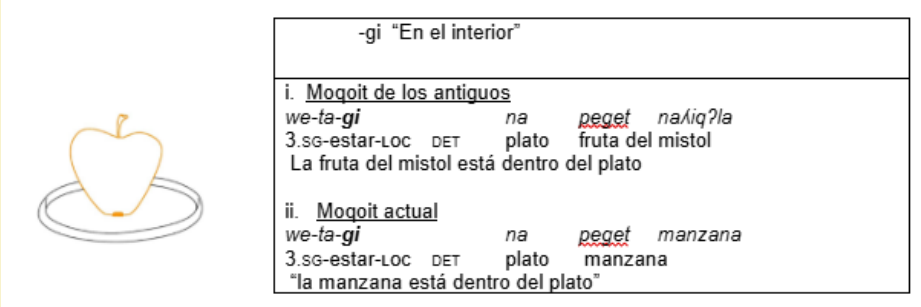 -gi “En el interior”
i. Moqoit de los antiguos
we-ta-gi na peget naʎiqʔla
3.SG-estar-LOC DET plato fruta del mistol
La fruta del mistol está dentro del plato
ii. Moqoit actual
we-ta-gi na peget manzana
3.SG-estar-LOC DET plato manzana
“la manzana está dentro del plato”